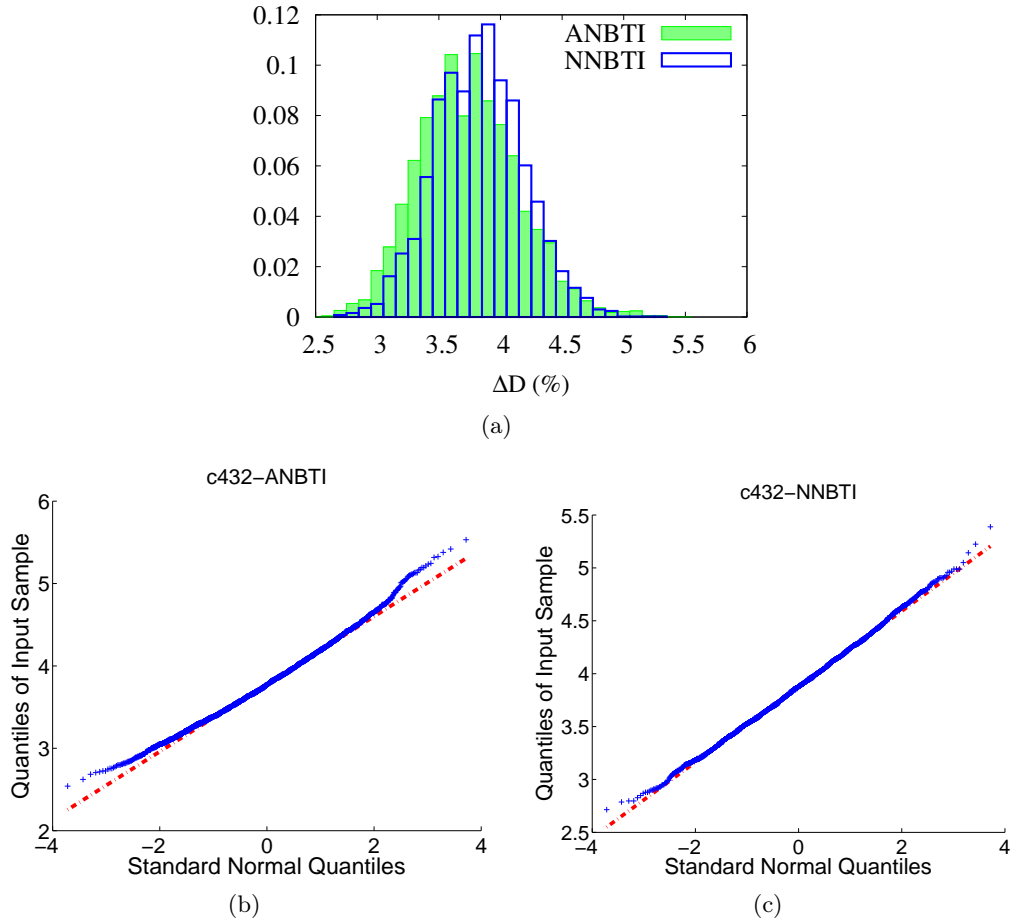 0.12
ANBTI
NNBTI
0.1
0.08
0.06
0.04
0.02
0
2.5 3 3.5 4 4.5 5 5.5 6
ΔD (%)
(a)
c432−ANBTI
6
5
4
3
2
Quantiles of Input Sample
−4 −2 0 2 4
Standard Normal Quantiles
(b)
c432−NNBTI
5.5
5
4.5
4
3.5
3
2.5
Quantiles of Input Sample
−4 −2 0 2 4
Standard Normal Quantiles
(c)